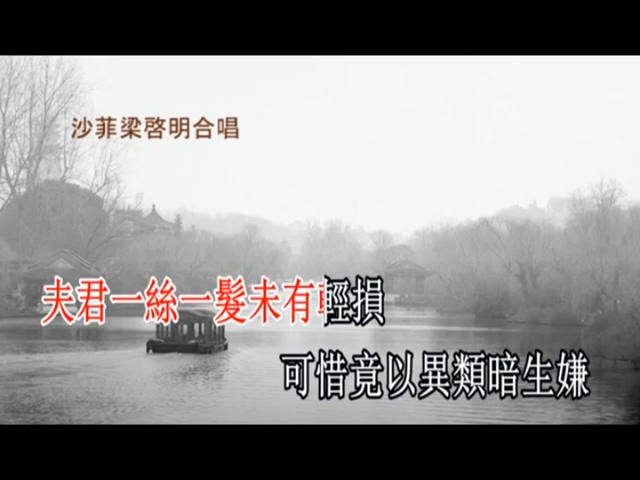 沙菲梁啓明合唱
夫君一絲一髮未有輕損
可惜竟以異類暗生嫌